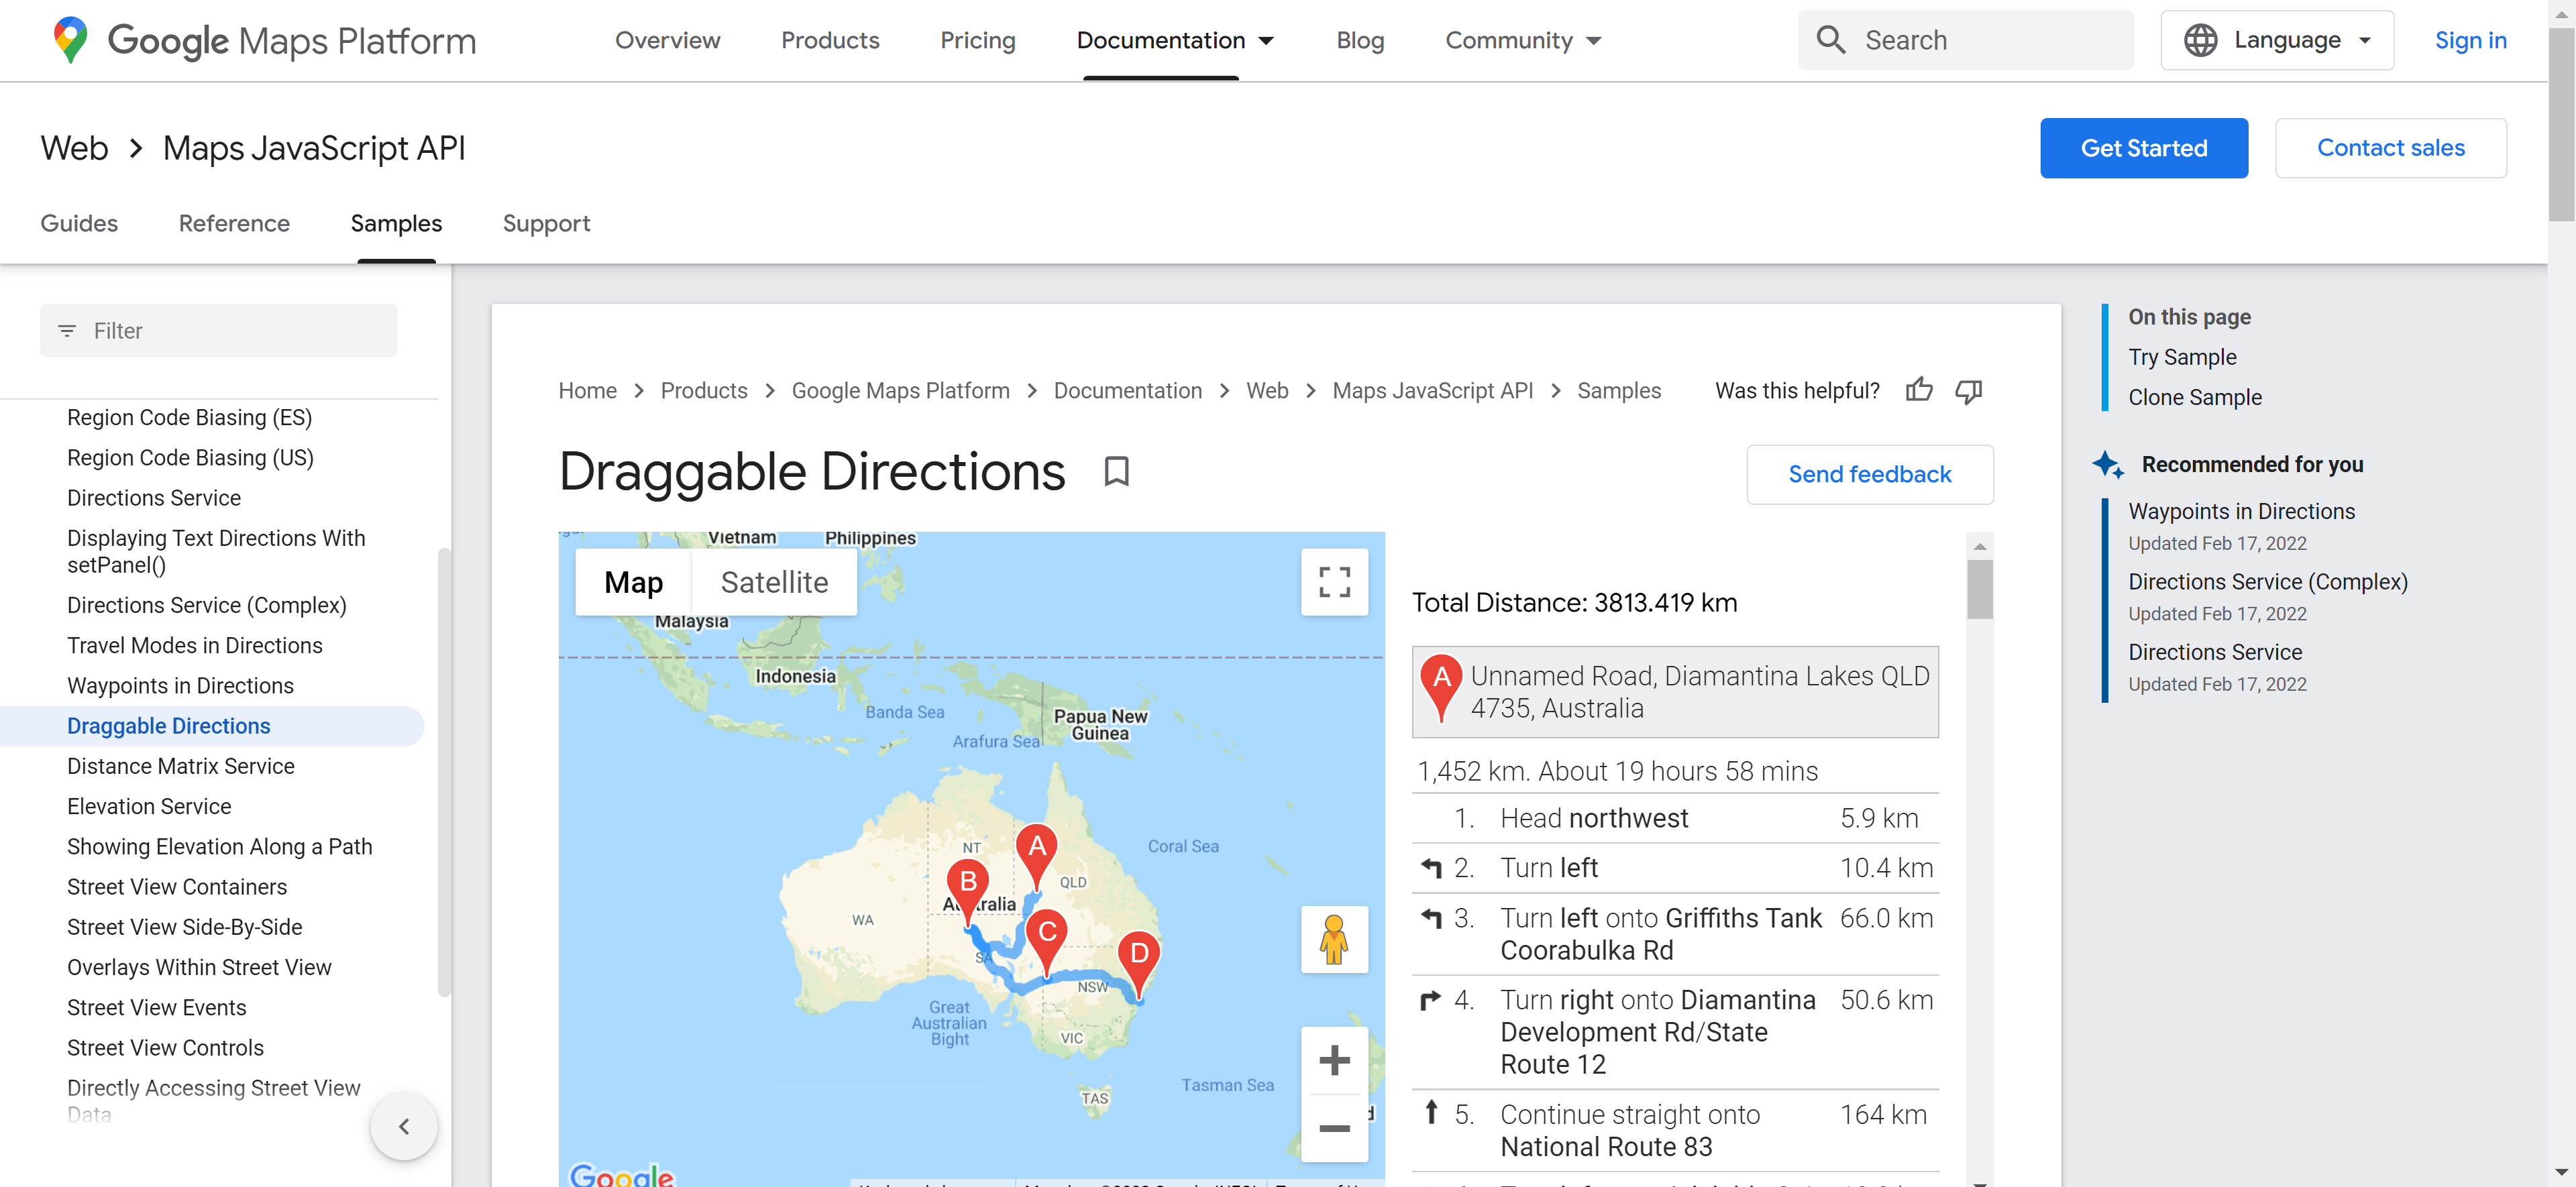 Google Maps Platform
Overview
Products
Pricing
Documentation
Blog
Community
Search
Language
Sign in
Web
Maps JavaScript API
Get Started
Contact sales
Guides
Reference
Samples
Support
Filter
Region Code Biasing (ES)
Region Code Biasing (US)
Directions Service
Displaying Text Directions With
setPanel()
Directions Service (Complex)
Travel Modes in Directions
Waypoints in Directions
Draggable Directions
Distance Matrix Service
Elevation Service
Showing Elevation Along a Path
Street View Containers
Street View Side-By-Side
Overlays Within Street View
Street View Events
Street View Controls
Directly Accessing Street View
Data
Home
Products
Google Maps Platform
Documentation
Web
Maps JavaScript API
Samples
Was this helpful?
Draggable Directions
Send feedback
Vietnam
Philippines
Map
Satellite
Malaysia
Indonesia
Banda Sea
Papua New
Guinea
Arafura Sea
Coral Sea
NT
A
B
QLD
Australia
WA
C
D
SA
NSW
Great
Australian
Bight
VIC
Tasman Sea
TAS
Google
Total Distance: 3813.419 km
A
Unnamed Road, Diamantina Lakes QLD
4735, Australia
1,452 km. About 19 hours 58 mins
1. Head northwest 5.9 km
2. Turn left 10.4 km
3. Turn left onto Griffiths Tank 66.0 km
Coorabulka Rd
4. Turn right onto Diamantina 50.6 km
Development Rd/State
Route 12
5. Continue straight onto 164 km
National Route 83
On this page
Try Sample
Clone Sample
Recommended for you
Waypoints in Directions
Updated Feb 17, 2022
Directions Service (Complex)
Updated Feb 17, 2022
Directions Service
Updated Feb 17, 2022